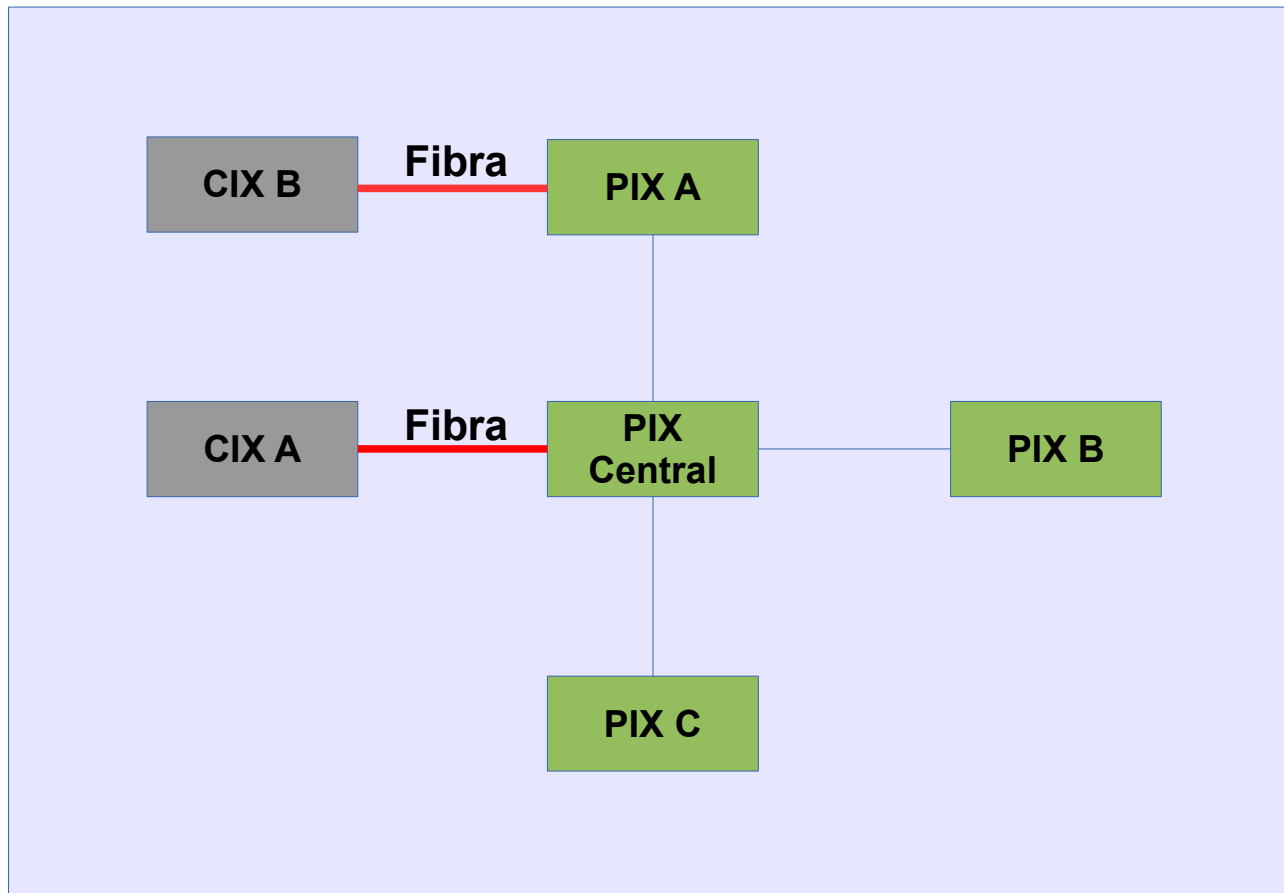 Fibra
CIX B
PIX A
Fibra
CIX A
PIX
Central
PIX B
PIX C